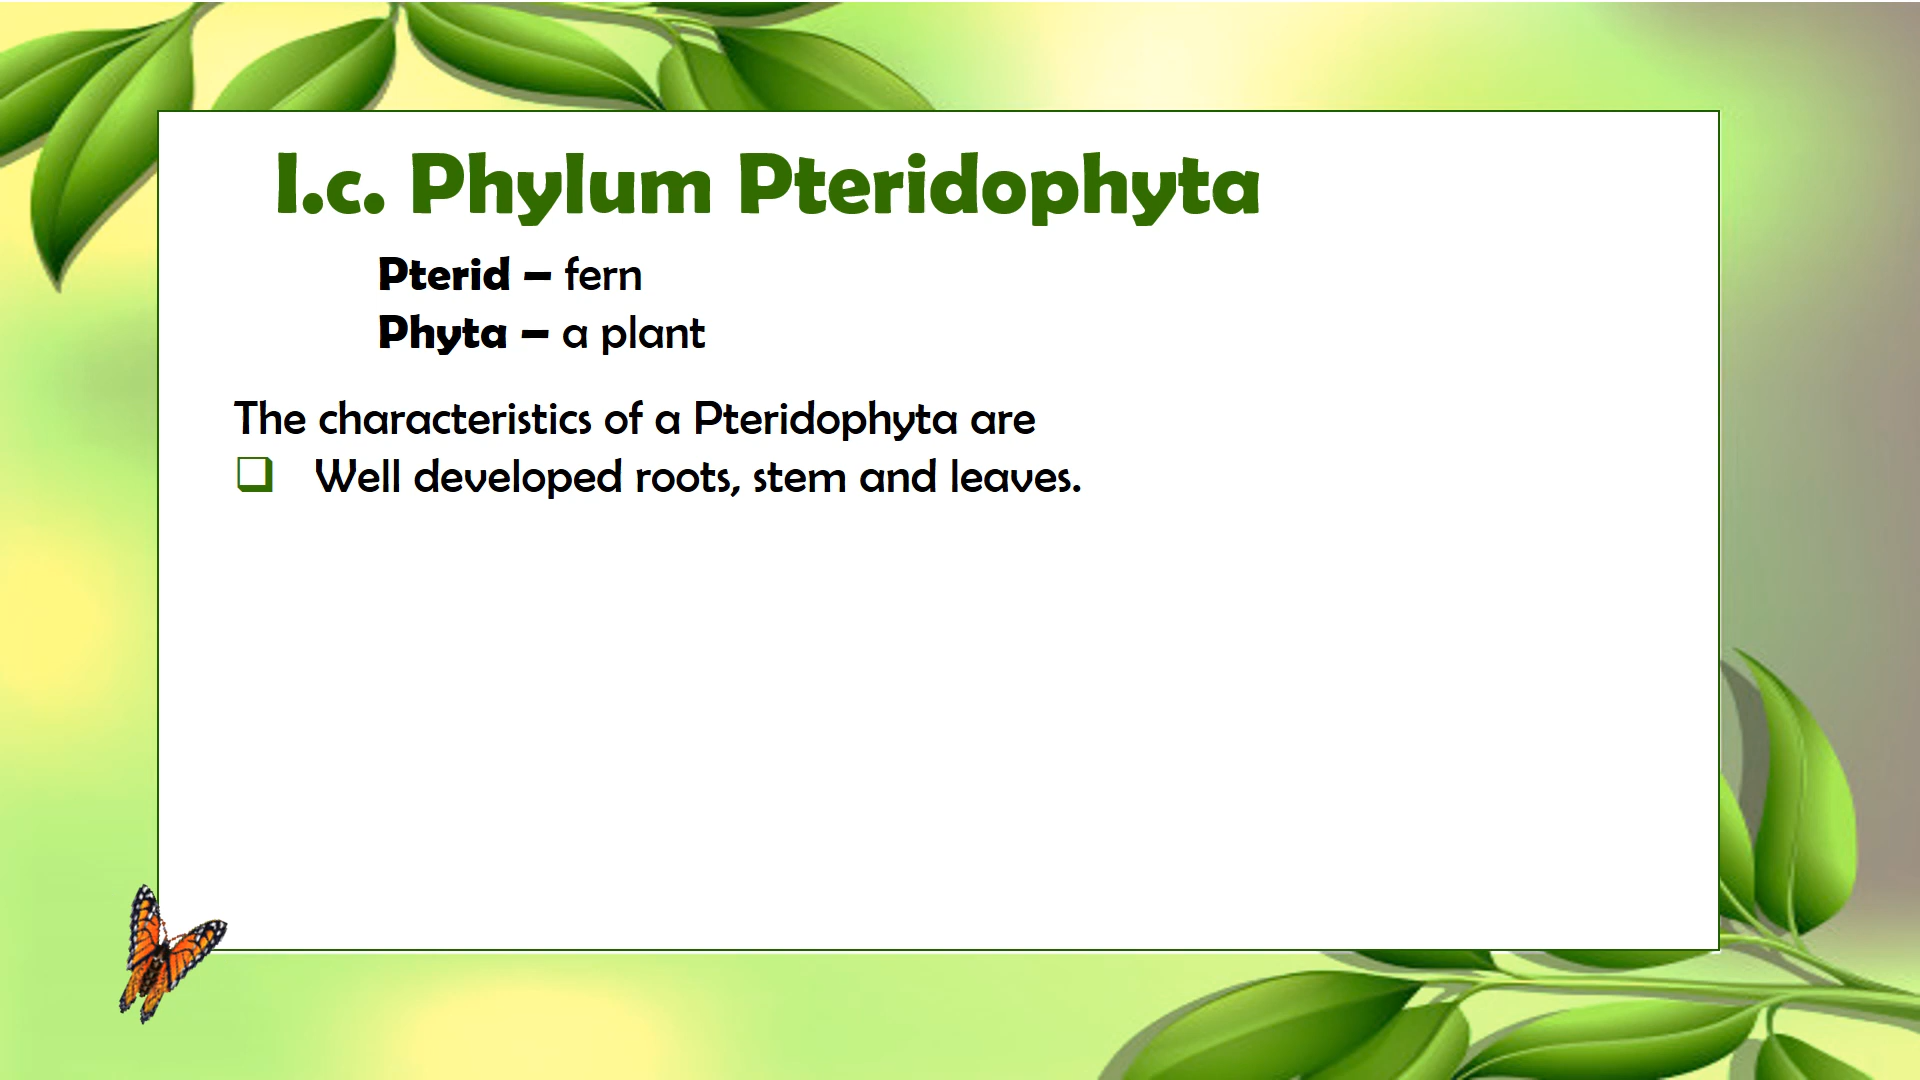 I.c. Phylum Pteridophyta
Pterid – fern
Phyta – a plant
The characteristics of a Pteridophyta are
❑ Well developed roots, stem and leaves.